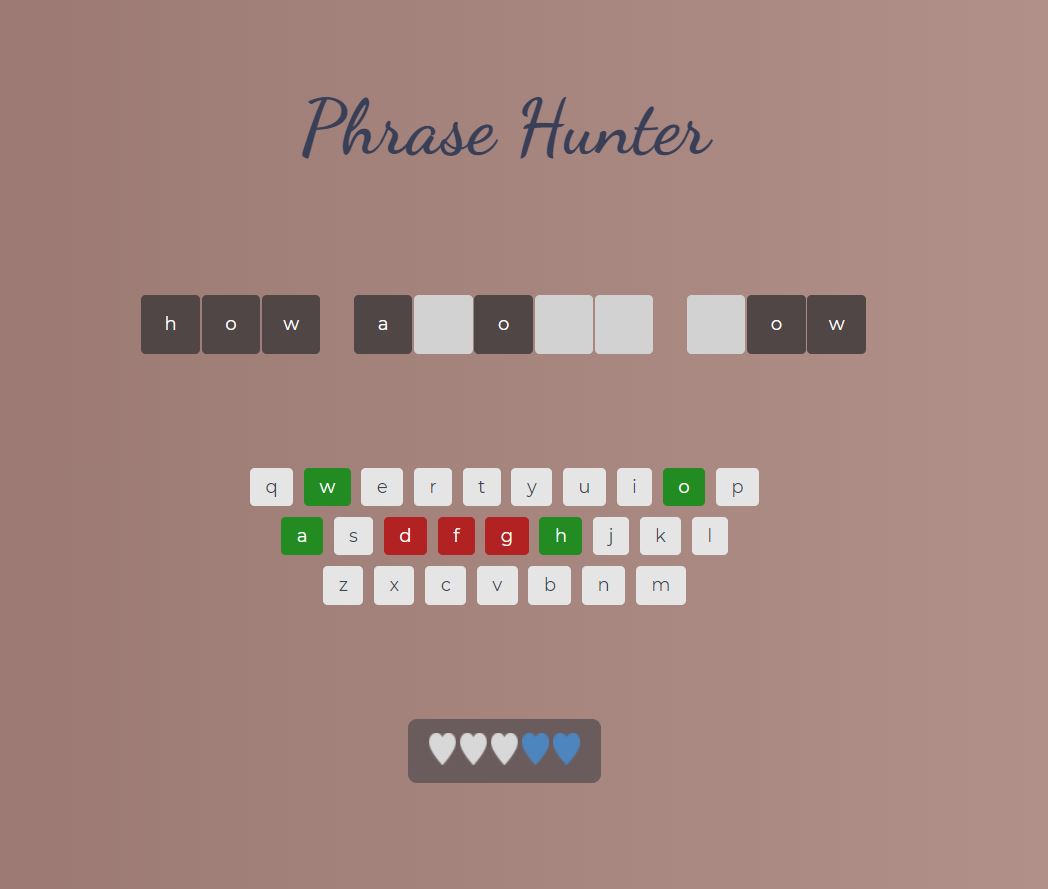 Phrase Hunter
h o w a o o w
q w e r t y u i o p
a s d f g h j k l
z x c v b n m